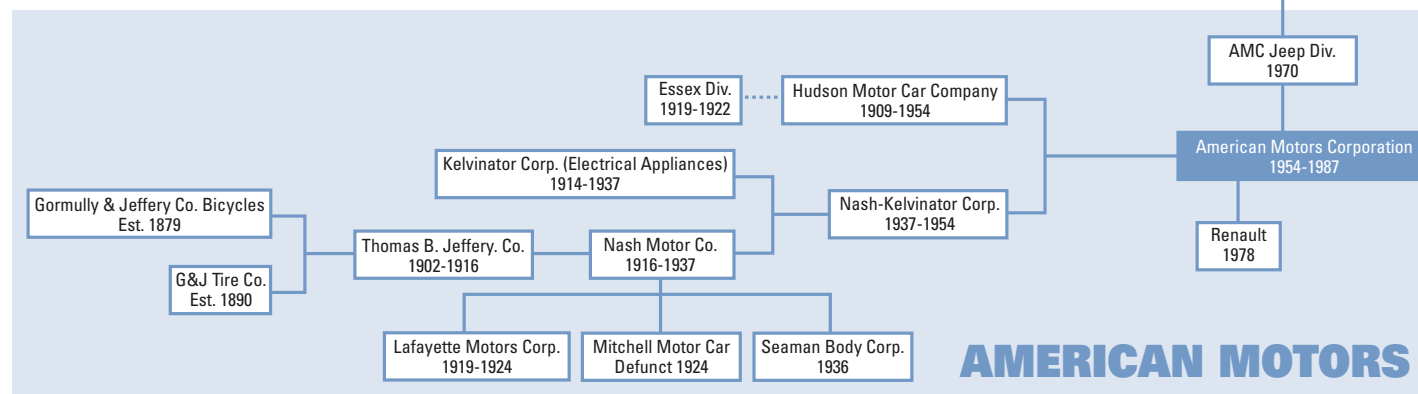 AMC Jeep Div.
1970
Essex Div.
1919-1922
Hudson Motor Car Company
1909-1954
American Motors Corporation
1954-1987
Kelvinator Corp. (Electrical Appliances)
1914-1937
Gormully & Jeffery Co. Bicycles
Est. 1879
Nash-Kelvinator Corp.
1937-1954
Renault
1978
Thomas B. Jeffery. Co.
1902-1916
Nash Motor Co.
1916-1937
G&J Tire Co.
Est. 1890
Lafayette Motors Corp.
1919-1924
Mitchell Motor Car
Defunct 1924
Seaman Body Corp.
1936
AMERICAN MOTORS